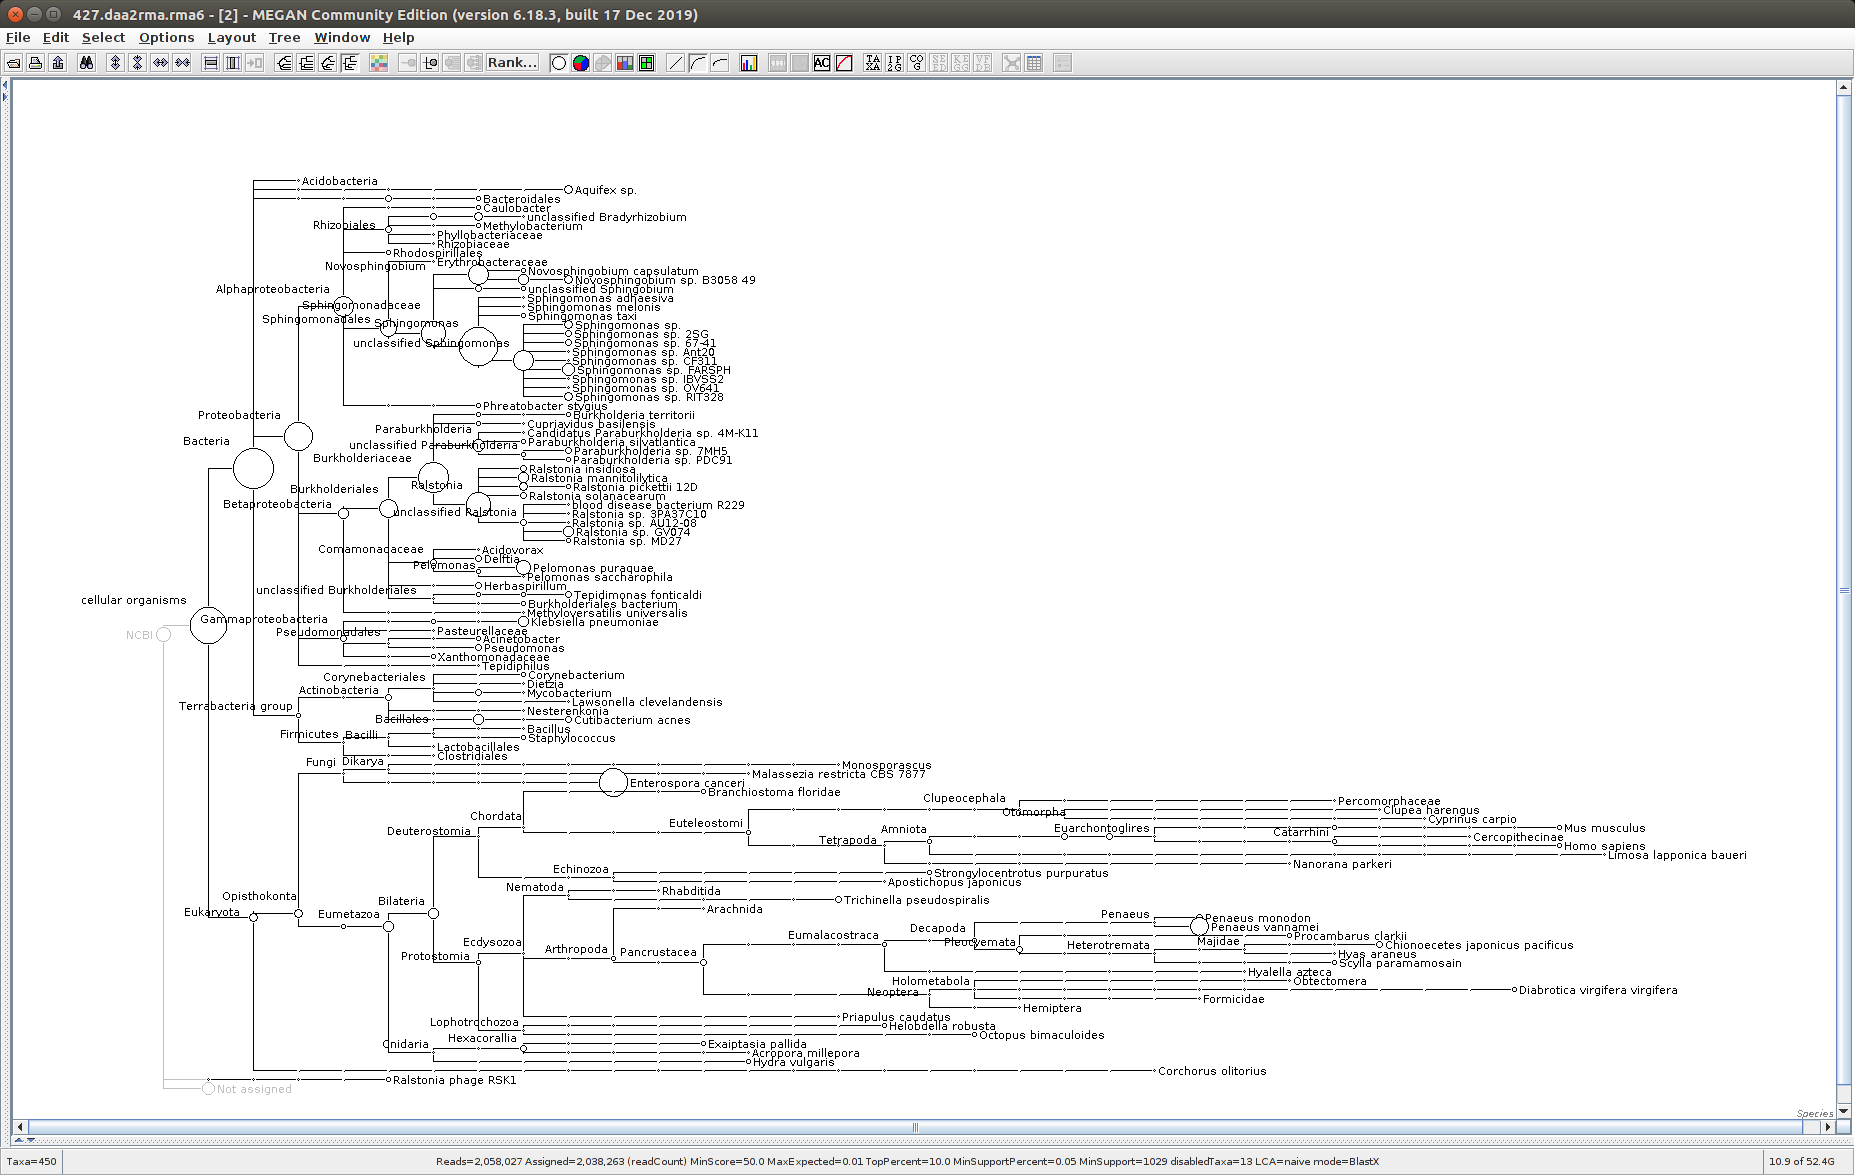 427.daa2rma.rma6 - [2] - MEGAN Community Edition (version 6.18.3, built 17 Dec 2019)
File Edit Select Options Layout Tree Window Help
Rank... AC TAXA IP2G COG SEED KEGG VFDB
Acidobacteria
Aquifex sp.
Bacteroidales
Caulobacter
unclassified Bradyrhizobium
Rhizobiales
Methylobacterium
Phyllobacteriaceae
Rhizobiaceae
Rhodospirillales
Erythrobacteraceae
Novosphingobium
Novosphingobium capsulatum
Novosphingobium sp. B3058 49
Alphaproteobacteria
unclassified Sphingobium
Sphingomonas adhaesiva
Sphingomonadaceae
Sphingomonas melonis
Sphingomonas taxi
Sphingomonadales
Sphingomonas
Sphingomonas sp.
Sphingomonas sp. 2SG
unclassified Sphingomonas
Sphingomonas sp. 67-41
Sphingomonas sp. Ant20
Sphingomonas sp. CF311
Sphingomonas sp. FARSPH
Sphingomonas sp. IBVSS2
Sphingomonas sp. OV641
Sphingomonas sp. RIT328
Phreatobacter stygius
Proteobacteria
Burkholderia territorii
Cupriavidus basilensis
Paraburkholderia
Candidatus Paraburkholderia sp. 4M-K11
Bacteria
Paraburkholderia silvatlantica
unclassified Paraburkholderia
Paraburkholderia sp. 7MH5
Burkholderiaceae
Paraburkholderia sp. PDC91
Ralstonia insidiosa
Ralstonia mannitolilytica
Ralstonia
Ralstonia pickettii 12D
Burkholderiales
Ralstonia solanacearum
Betaproteobacteria
blood disease bacterium R229
unclassified Ralstonia
Ralstonia sp. 3PA37C10
Ralstonia sp. AU12-08
Ralstonia sp. GV074
Ralstonia sp. MD27
Comamonadaceae
Acidovorax
Delftia
Pelomonas
Pelomonas puraquae
Pelomonas saccharophila
Herbaspirillum
unclassified Burkholderiales
Tepidimonas fonticaldi
cellular organisms
Burkholderiales bacterium
Methyloversatilis universalis
Gammaproteobacteria
Klebsiella pneumoniae
Pseudomonadales
Pasteurellaceae
NCBI
Acinetobacter
Pseudomonas
Xanthomonadaceae
Tepidiphilus
Corynebacteriales
Corynebacterium
Dietzia
Actinobacteria
Mycobacterium
Lawsonella clevelandensis
Terrabacteria group
Nesterenkonia
Bacillales
Cutibacterium acnes
Bacillus
Firmicutes
Bacilli
Staphylococcus
Lactobacillales
Clostridiales
Fungi
Dikarya
Monosporascus
Malassezia restricta CBS 7877
Enterospora canceri
Branchiostoma floridae
Clupeocephala
Percomorphaceae
Otomorpha
Clupea harengus
Chordata
Cyprinus carpio
Euteleostomi
Deuterostomia
Amniota
Euarchontoglires
Mus musculus
Catarrhini
Cercopithecinae
Tetrapoda
Homo sapiens
Limosa lapponica baueri
Nanorana parkeri
Echinozoa
Strongylocentrotus purpuratus
Apostichopus japonicus
Nematoda
Rhabditida
Opisthokonta
Trichinella pseudospiralis
Bilateria
Arachnida
Eukaryota
Eumetazoa
Penaeus
Penaeus monodon
Penaeus vannamei
Decapoda
Eumalacostraca
Procambarus clarkii
Ecdysozoa
Pleocyemata
Heterotremata
Majidae
Chionoecetes japonicus pacificus
Arthropoda
Pancrustacea
Hyas araneus
Protostomia
Scylla paramamosain
Hyalella azteca
Holometabola
Obtectomera
Neoptera
Diabrotica virgifera virgifera
Formicidae
Hemiptera
Priapulus caudatus
Lophotrochozoa
Helobdella robusta
Octopus bimaculoides
Hexacorallia
Cnidaria
Exaiptasia pallida
Acropora millepora
Hydra vulgaris
Corchorus olitorius
Ralstonia phage RSK1
Not assigned
Species
Taxa=450
Reads=2,058,027 Assigned=2,038,263 (readCount) MinScore=50.0 MaxExpected=0.01 TopPercent=10.0 MinSupportPercent=0.05 MinSupport=1029 disabledTaxa=13 LCA=naive mode=BlastX
10.9 of 52.4G